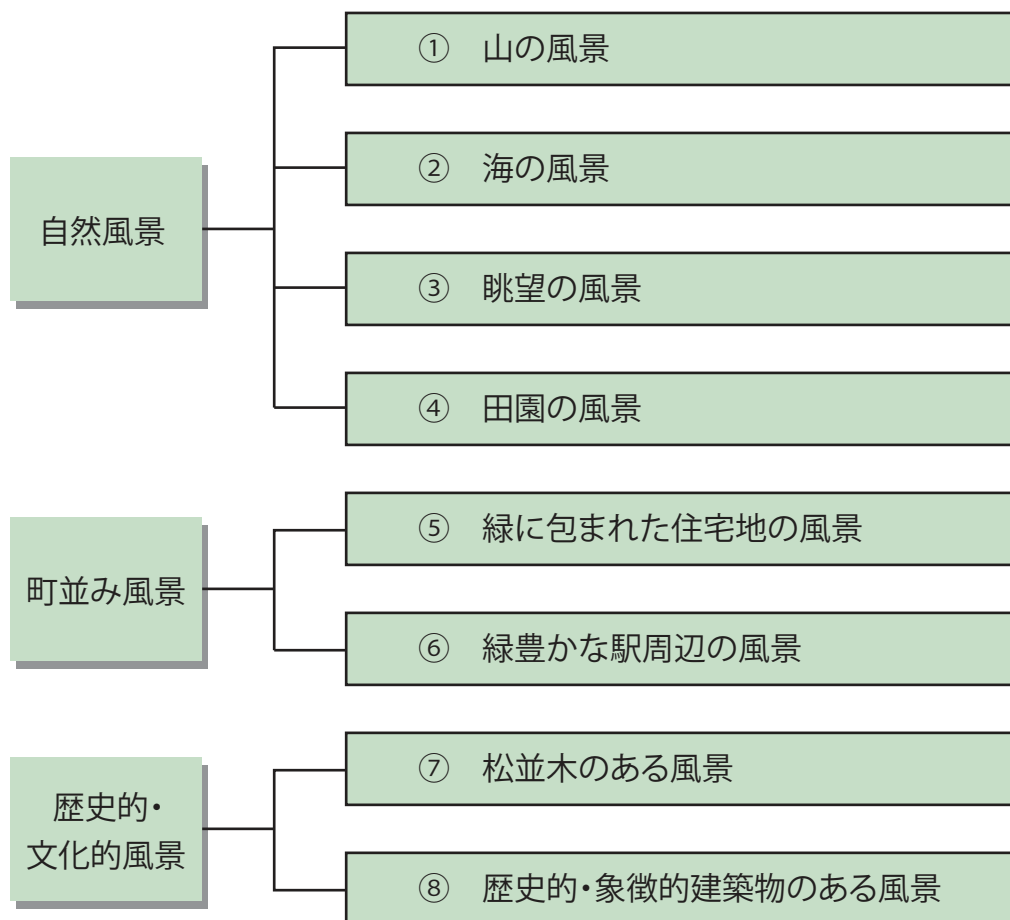 自然風景
① 山の風景
② 海の風景
③ 眺望の風景
④ 田園の風景
町並み風景
⑤ 緑に包まれた住宅地の風景
⑥ 緑豊かな駅周辺の風景
歴史的・
文化的風景
⑦ 松並木のある風景
⑧ 歴史的・象徴的建築物のある風景